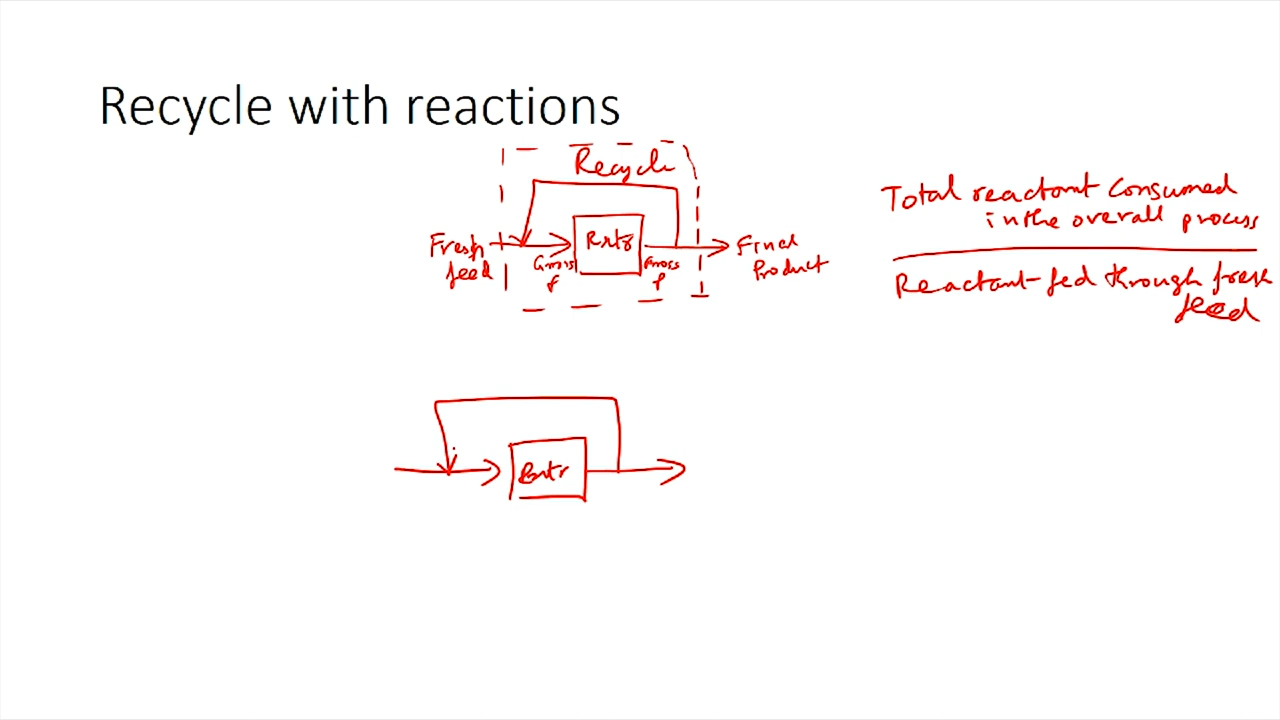 Recycle with reactions
Recycle
Fresh
feed
Gross
f
Rxtr
Gross
P
Final
Product
Total reactant Consumed
in the overall process
Reactant fed through fresh
feed
Rxtr